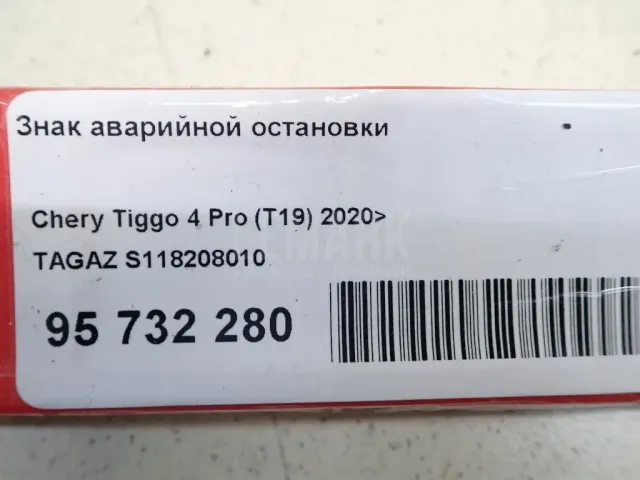 Знак аварийной остановки
Chery Tiggo 4 Pro (T19) 2020>
TAGAZ S118208010
95 732 280